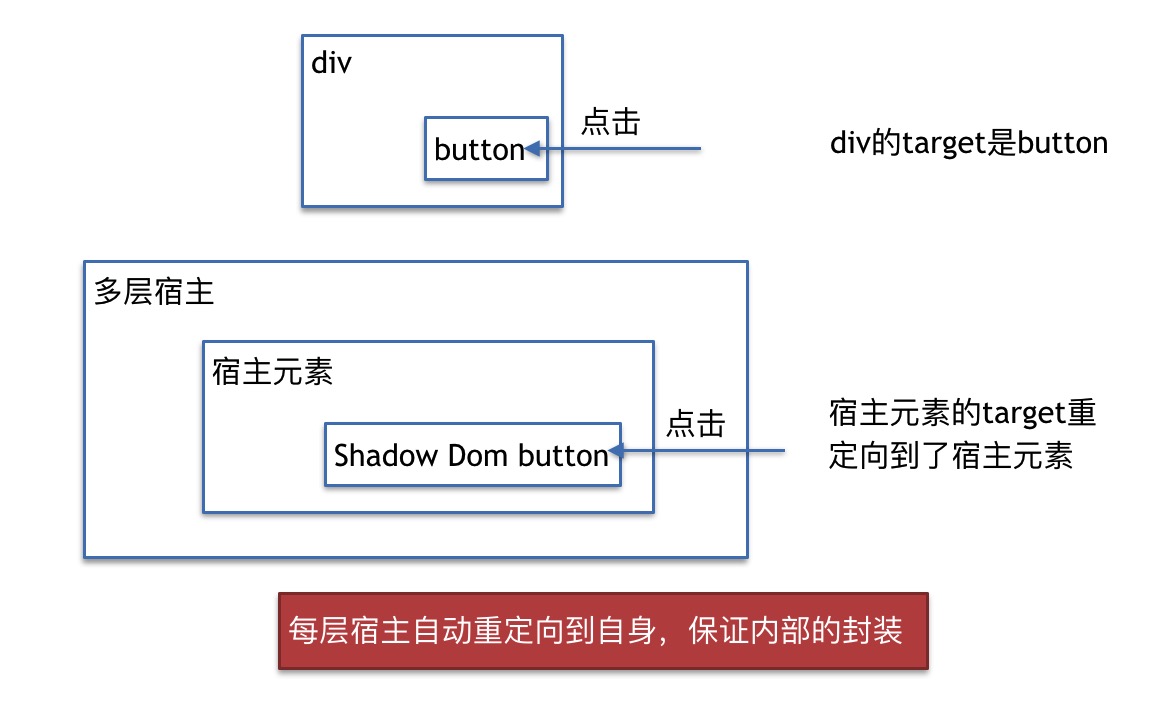 div
点击
button
div的target是button
多层宿主
宿主元素
点击
Shadow Dom button
宿主元素的target重
定向到了宿主元素
每层宿主自动重定向到自身，保证内部的封装